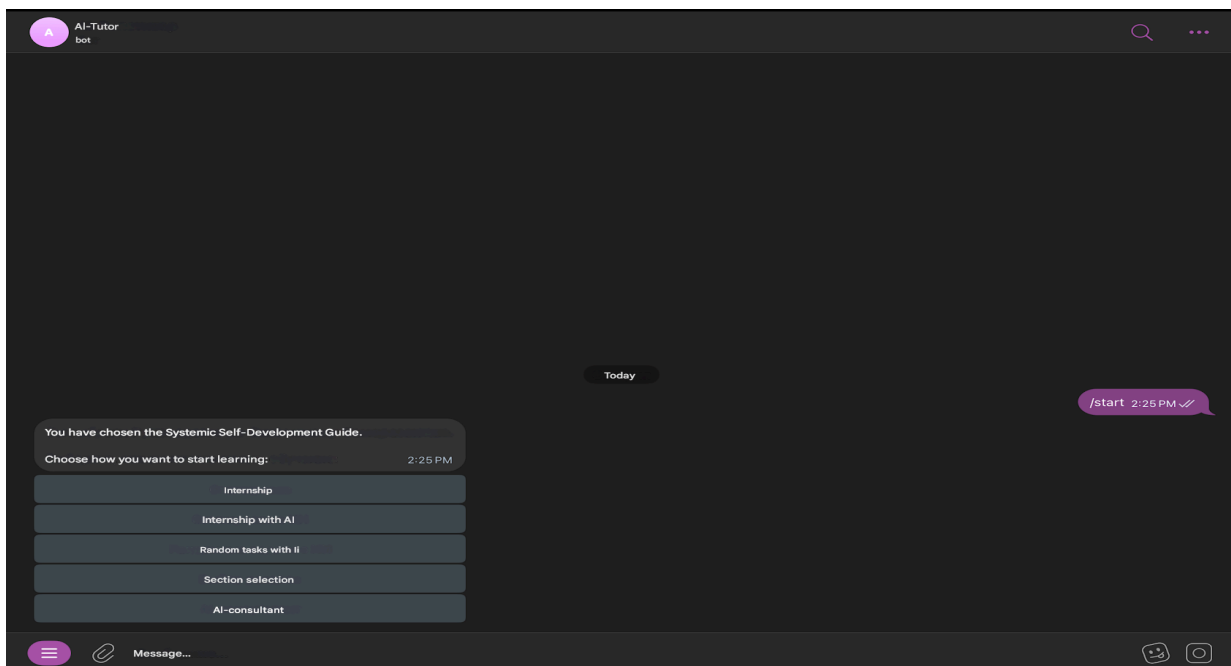 A
AI-Tutor
bot
Today
/start 2:25 PM
You have chosen the Systemic Self-Development Guide.
Choose how you want to start learning:
2:25 PM
Internship
Internship with AI
Random tasks with Ii
Section selection
AI-consultant
Message...